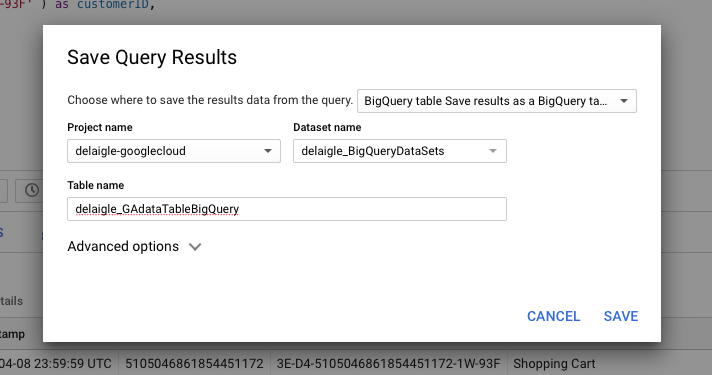 -93F' ) as customerID,
Save Query Results
Choose where to save the results data from the query. BigQuery table Save results as a BigQuery ta...
Project name Dataset name
delaigle-googlecloud delaigle_BigQueryDataSets
Table name
delaigle_GAdataTableBigQuery
Advanced options
CANCEL SAVE
etails
tamp
04-08 23:59:59 UTC 5105046861854451172 3E-D4-5105046861854451172-1W-93F Shopping Cart